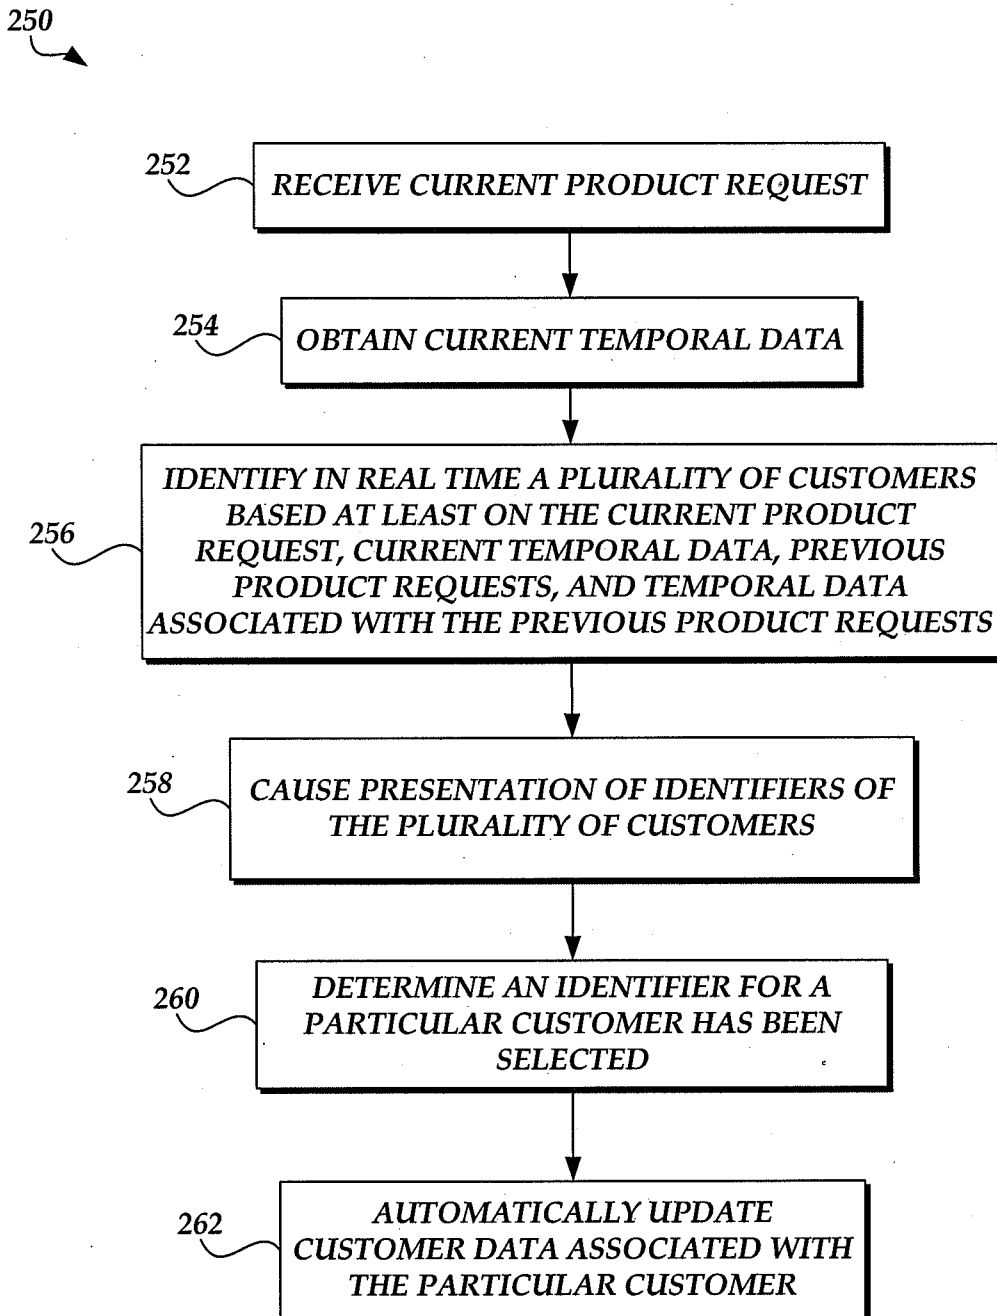 250
252
RECEIVE CURRENT PRODUCT REQUEST
254
OBTAIN CURRENT TEMPORAL DATA
256
IDENTIFY IN REAL TIME A PLURALITY OF CUSTOMERS
BASED AT LEAST ON THE CURRENT PRODUCT
REQUEST, CURRENT TEMPORAL DATA, PREVIOUS
PRODUCT REQUESTS, AND TEMPORAL DATA
ASSOCIATED WITH THE PREVIOUS PRODUCT REQUESTS
258
CAUSE PRESENTATION OF IDENTIFIERS OF
THE PLURALITY OF CUSTOMERS
260
DETERMINE AN IDENTIFIER FOR A
PARTICULAR CUSTOMER HAS BEEN
SELECTED
262
AUTOMATICALLY UPDATE
CUSTOMER DATA ASSOCIATED WITH
THE PARTICULAR CUSTOMER